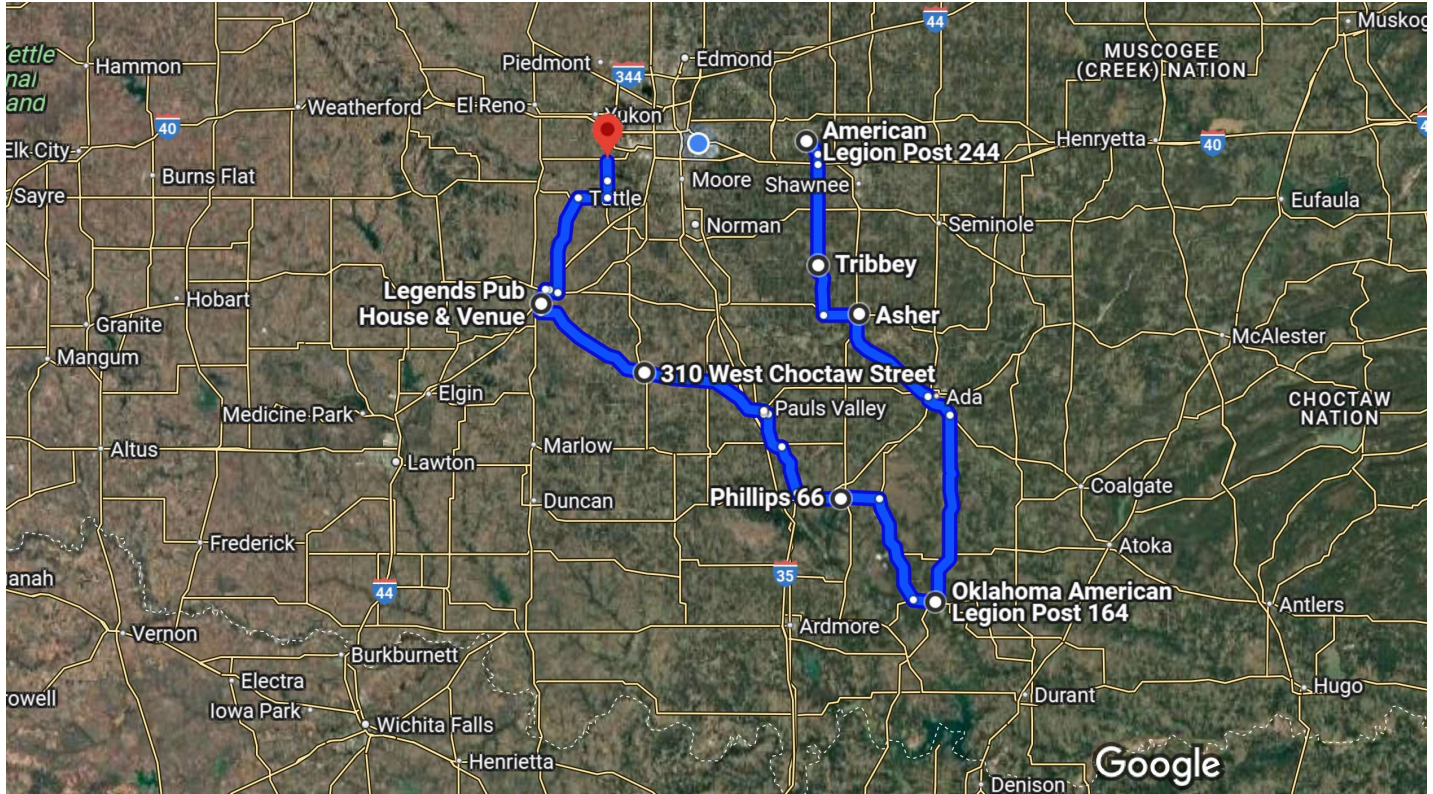 44
Muskog
MUSCOGEE
(CREEK) NATION
Edmond
Piedmont
344
ettle
nal
and
Hammon
Weatherford
El Reno
Yukon
40
American
Legion Post 244
Henryetta
40
4
Elk City
Burns Flat
Moore
Shawnee
Sayre
Tuttle
Eufaula
Norman
Seminole
Tribbey
Legends Pub
House & Venue
Hobart
Asher
Granite
McAlester
Mangum
310 West Choctaw Street
Elgin
Ada
CHOCTAW
NATION
Medicine Park
Pauls Valley
Altus
Marlow
Lawton
Coalgate
Duncan
Phillips 66
Frederick
Atoka
anah
35
44
Oklahoma American
Legion Post 164
Antlers
Vernon
Ardmore
Burkburnett
Electra
rowell
Durant
Hugo
Iowa Park
Wichita Falls
Henrietta
Google
Denison